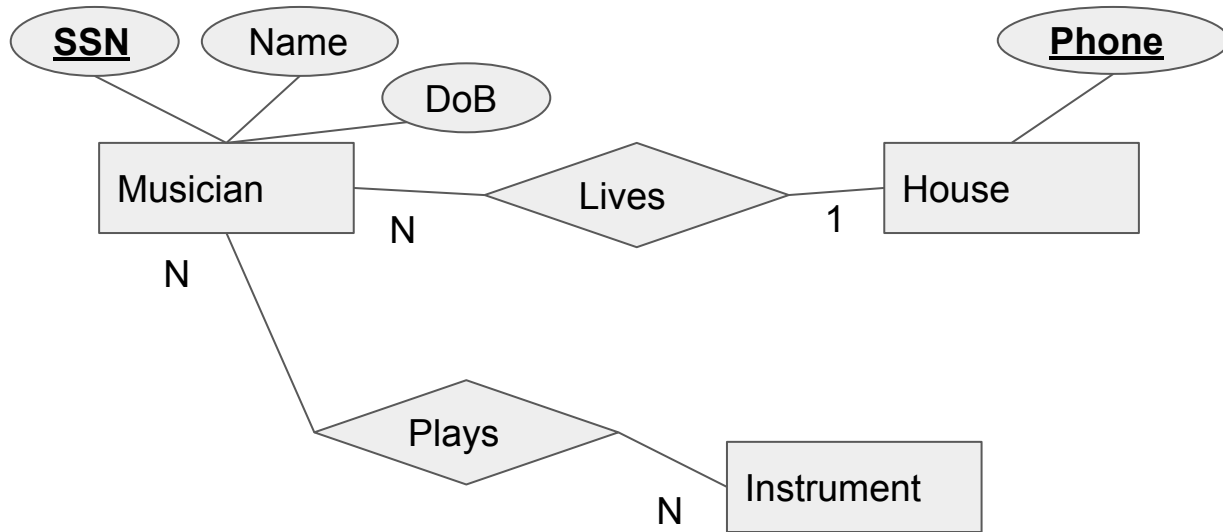 SSN
Name
Phone
DoB
Musician
Lives
House
N
1
N
Plays
Instrument
N